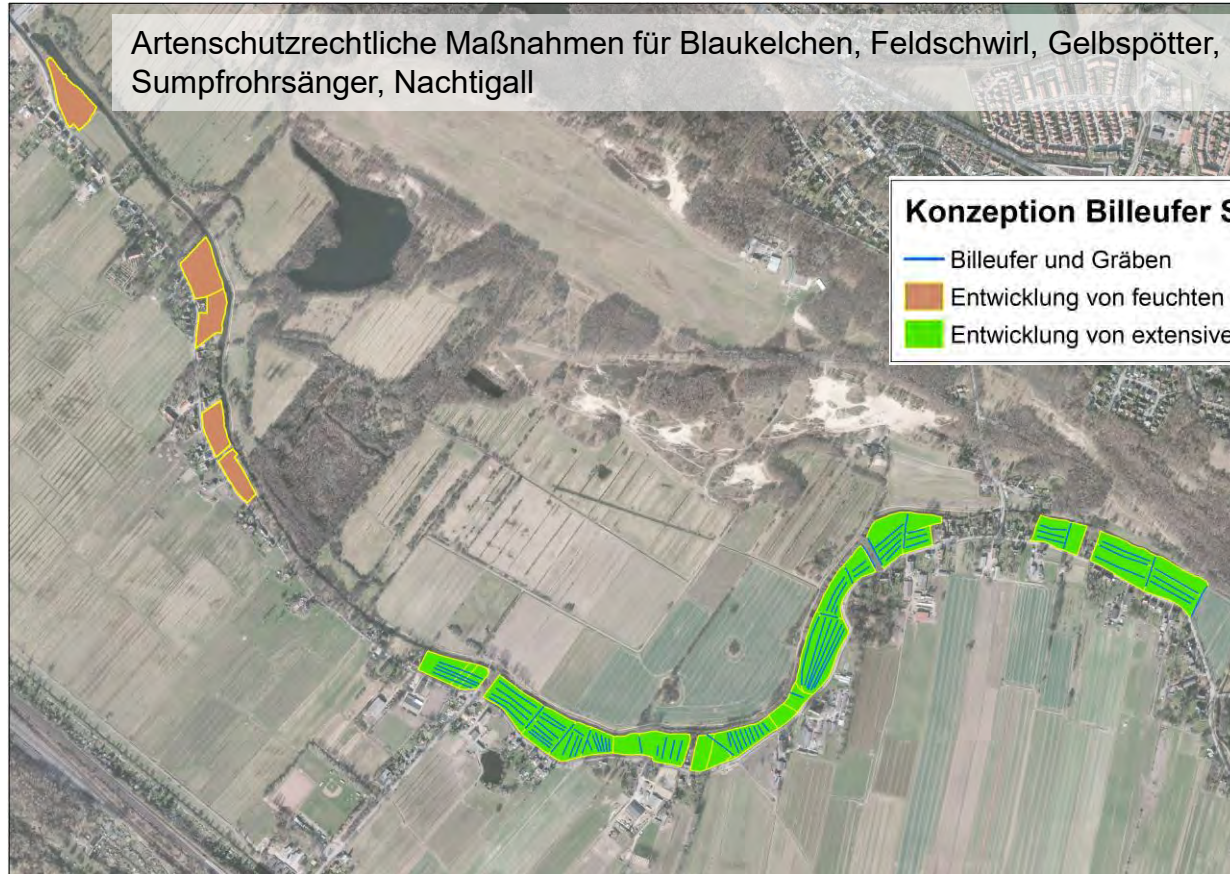 Artenschutzrechtliche Maßnahmen für Blaukelchen, Feldschwirl, Gelbspötter,
Sumpfrohrsänger, Nachtigall
Konzeption Billeufer S
Billeufer und Gräben
Entwicklung von feuchten
Entwicklung von extensive